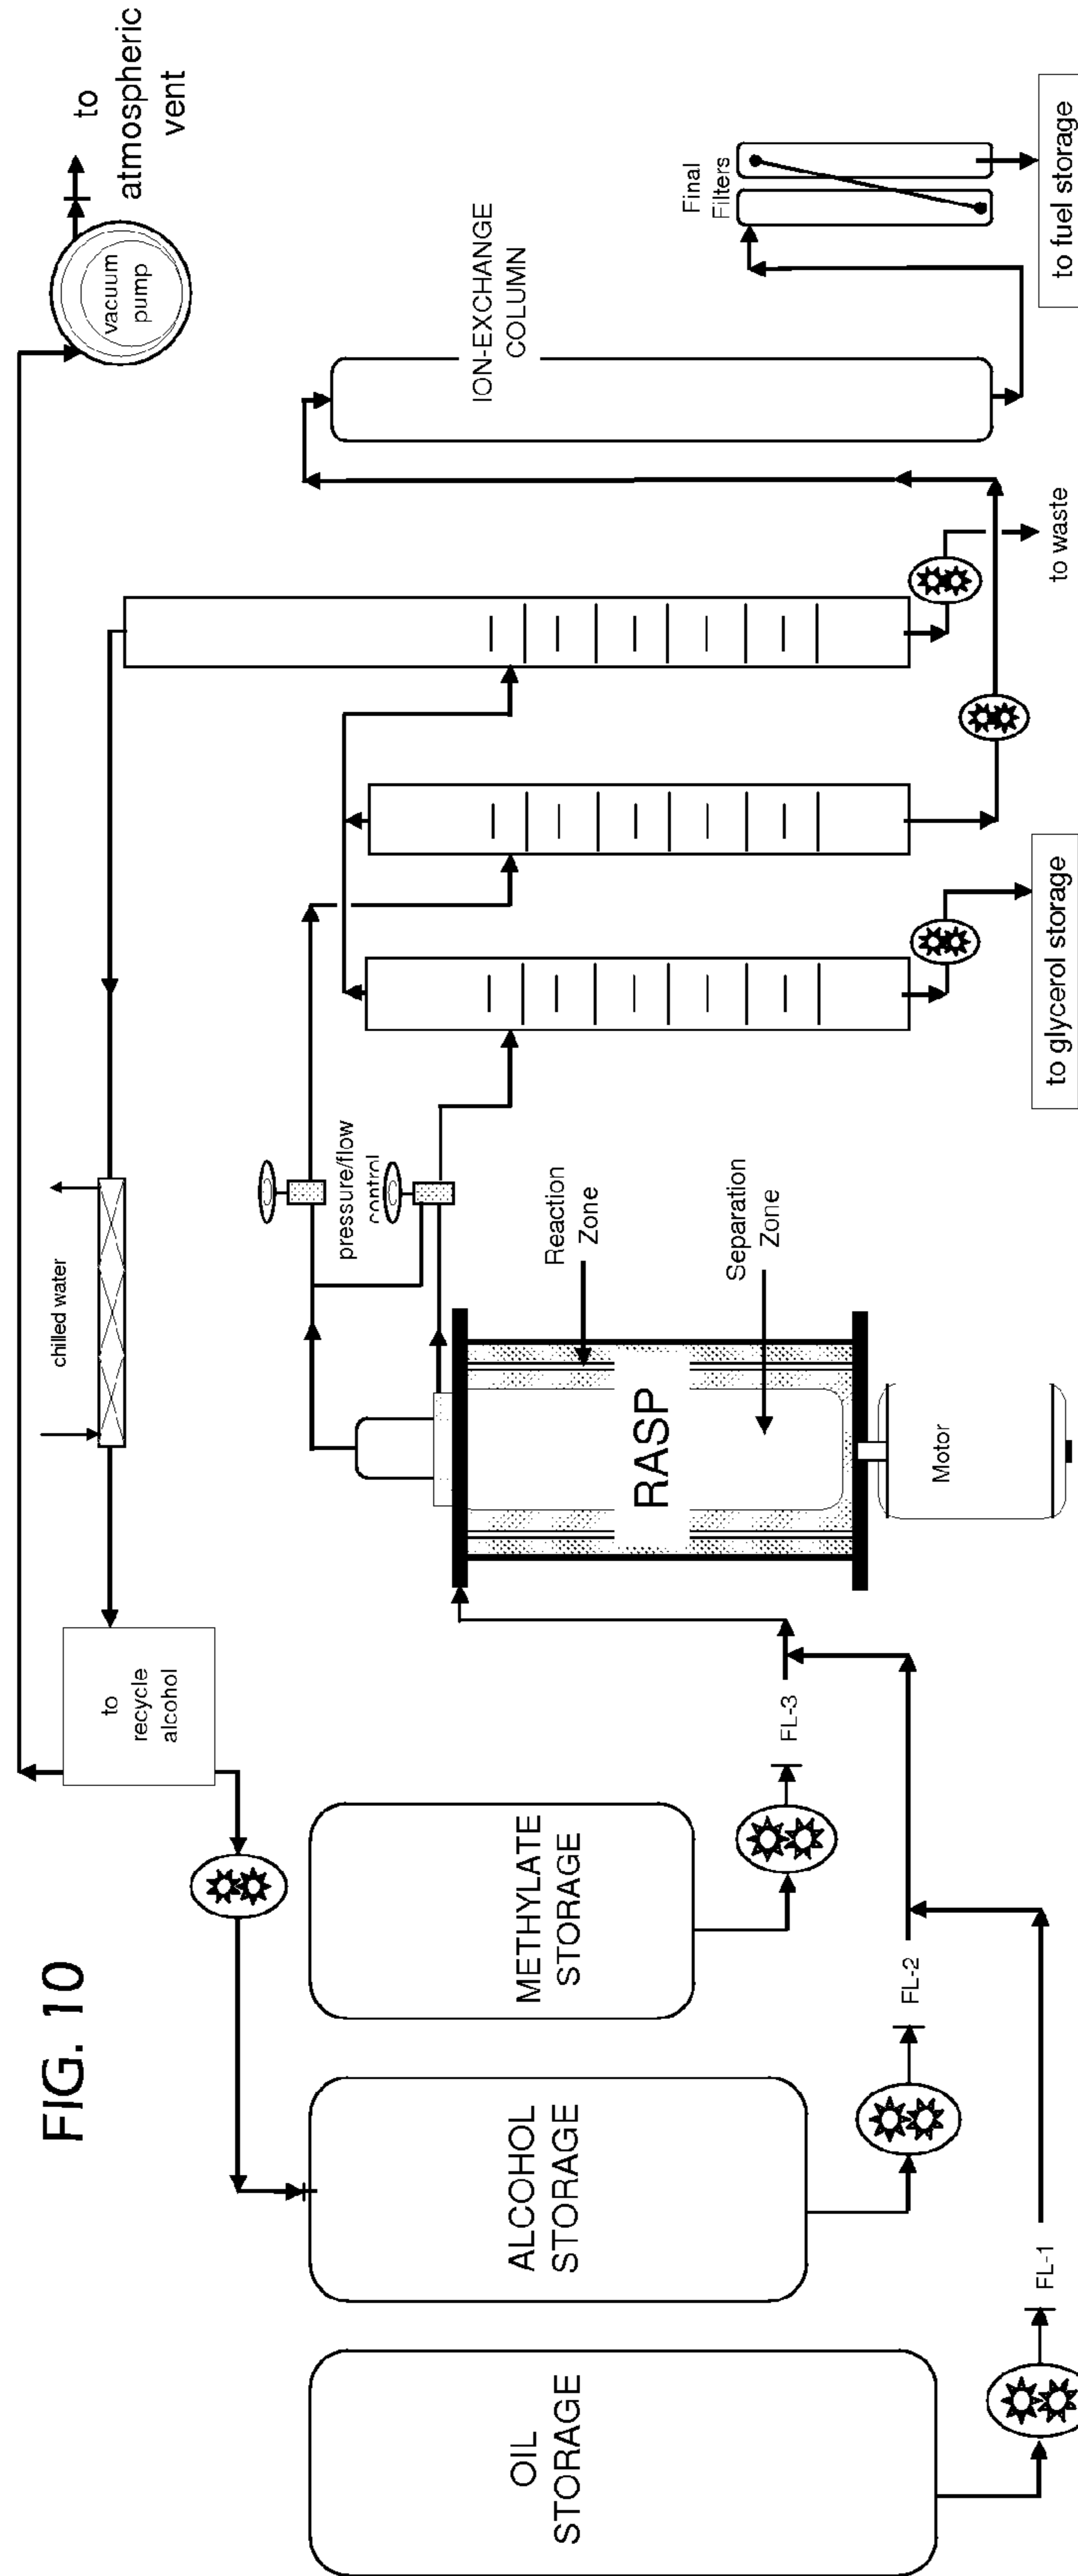 FIG. 10
to
atmospheric
vent
vacuum
pump
chilled water
to
recycle
alcohol
OIL
STORAGE
ALCOHOL
STORAGE
METHYLATE
STORAGE
FL-1
FL-2
FL-3
pressure/flow
control
RASP
Reaction
Zone
Separation
Zone
Motor
to glycerol storage
to waste
ION-EXCHANGE
COLUMN
Final
Filters
to fuel storage